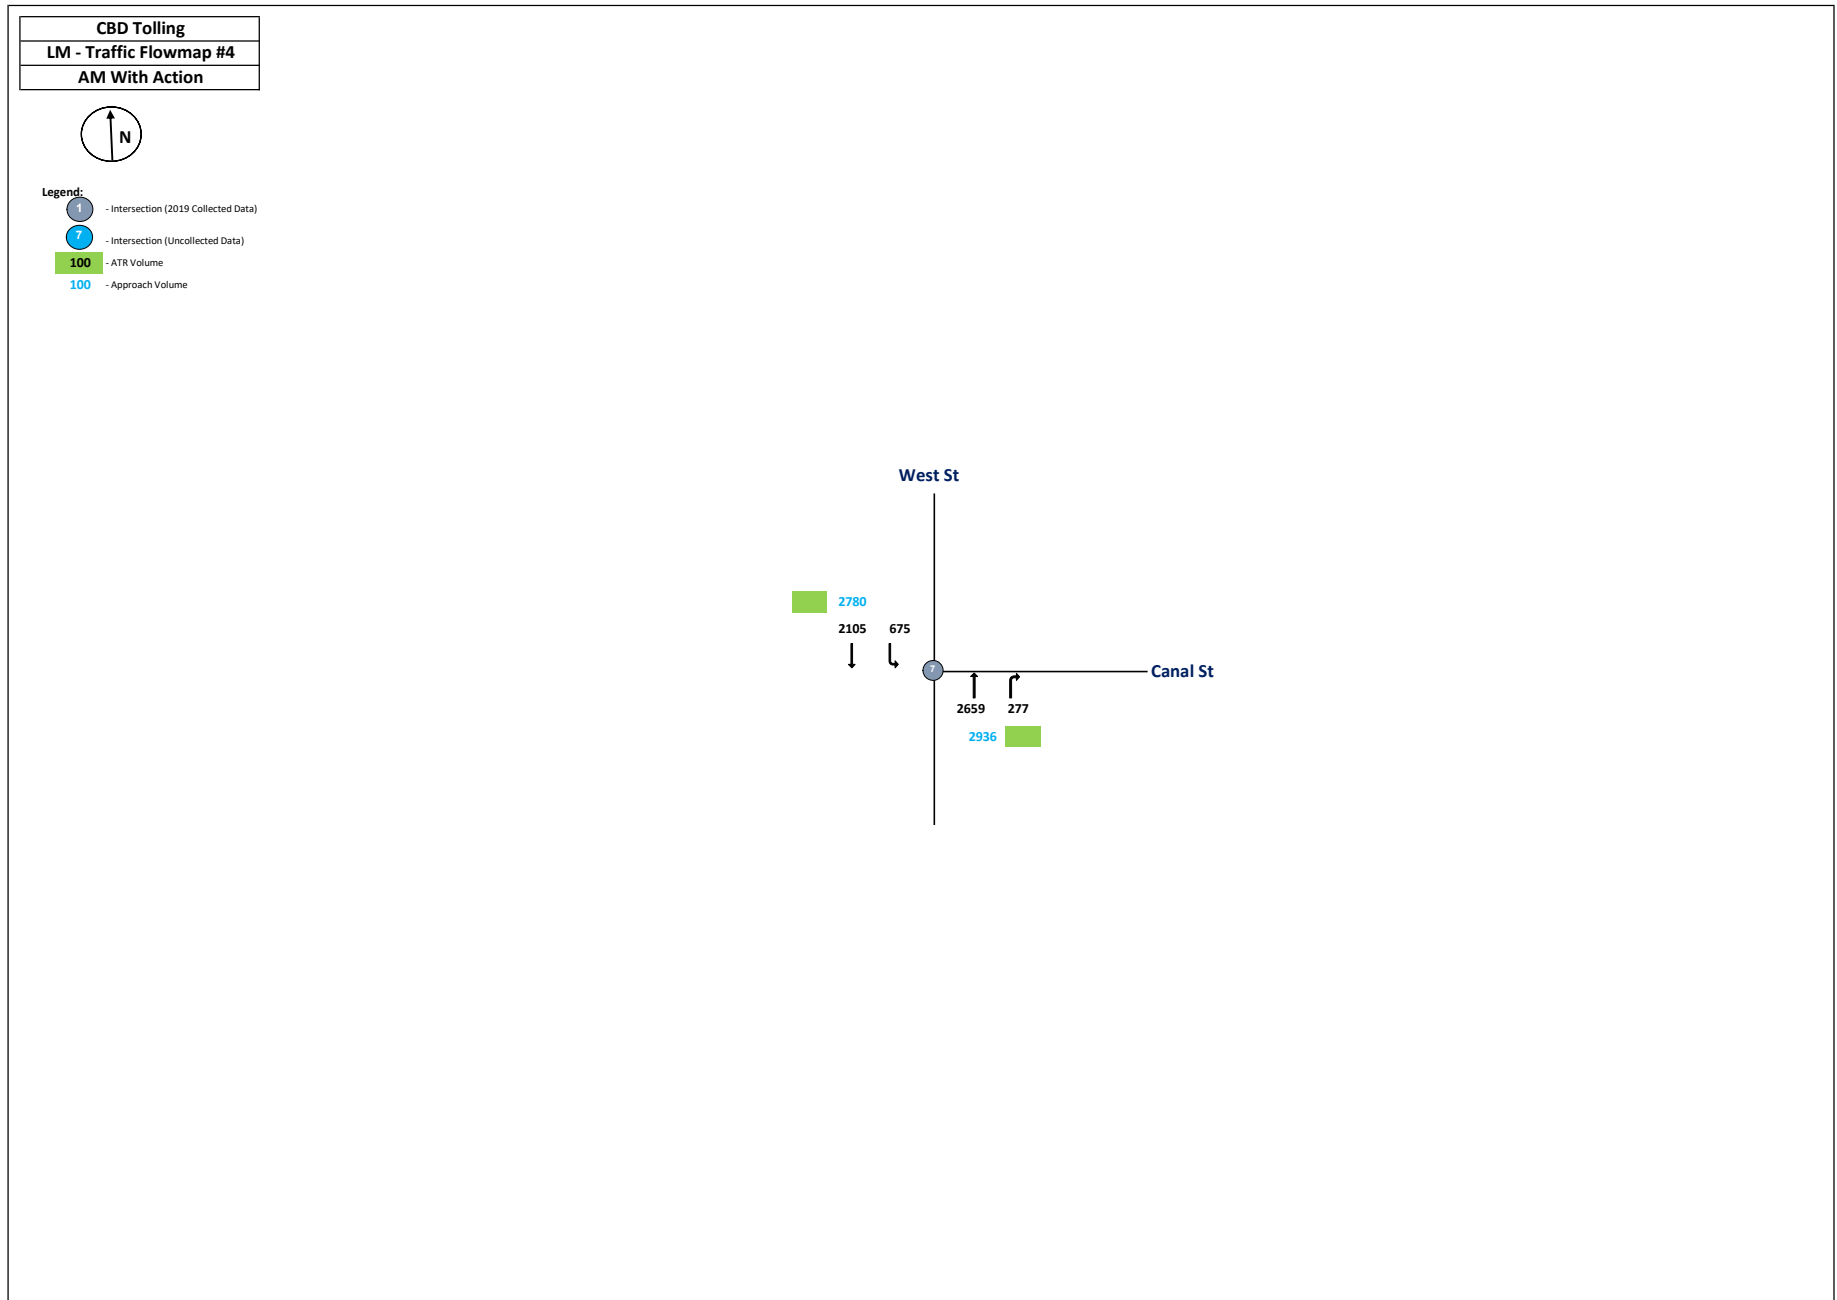 CBD Tolling
LM - Traffic Flowmap #4
AM With Action
N
Legend:
1 - Intersection (2019 Collected Data)
7 - Intersection (Uncollected Data)
100 - ATR Volume
100 - Approach Volume
West St
2780
2105 675
7
Canal St
2659 277
2936